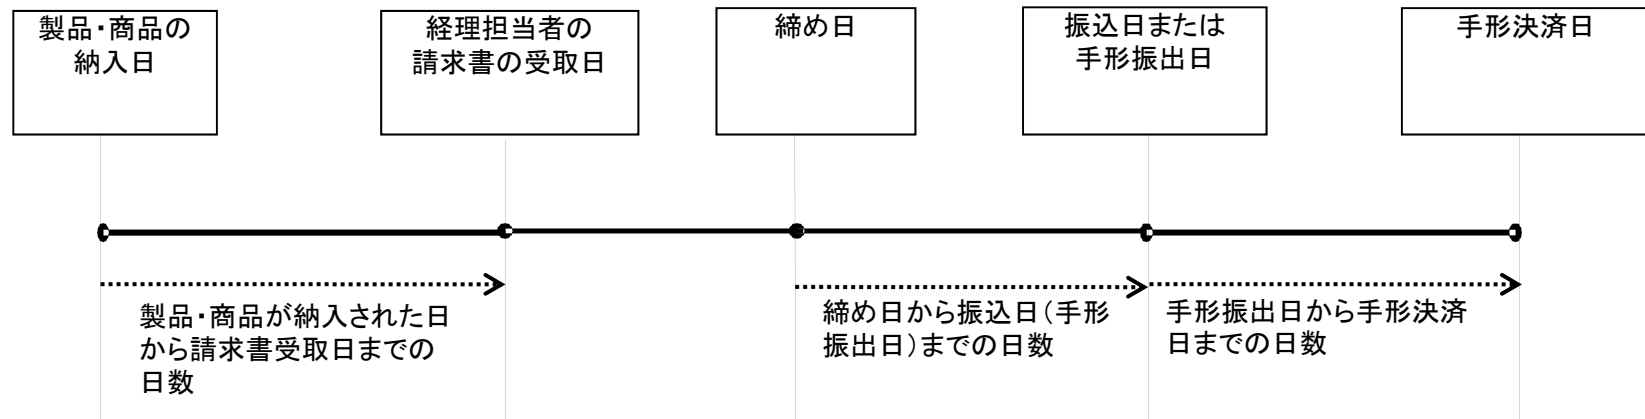 製品・商品の
納入日
経理担当者の
請求書の受取日
締め日
振込日または
手形振出日
手形決済日
製品・商品が納入された日
から請求書受取日までの
日数
締め日から振込日(手形
振出日)までの日数
手形振出日から手形決済
日までの日数